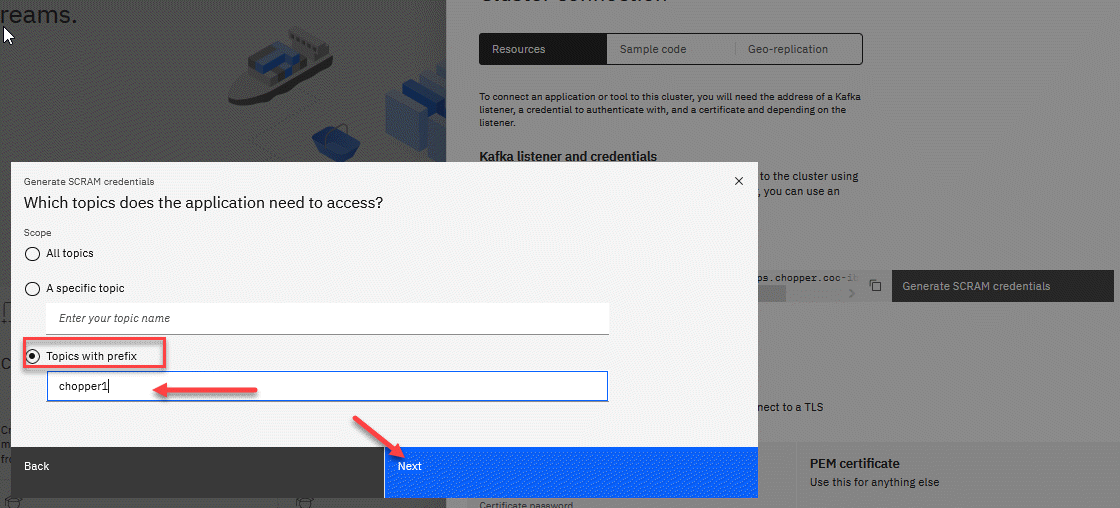 reams.
Resources
Sample code
Geo-replication
To connect an application or tool to this cluster, you will need the address of a Kafka
listener, a credential to authenticate with, and a certificate and depending on the
listener.
Kafka listener and credentials
to the cluster using
, you can use an
ps.chopper.coc-ib
Generate SCRAM credentials
Generate SCRAM credentials
Which topics does the application need to access?
Scope
All topics
A specific topic
Enter your topic name
Topics with prefix
chopper1
Back
Next
nect to a TLS
PEM certificate
Use this for anything else
Certificate password